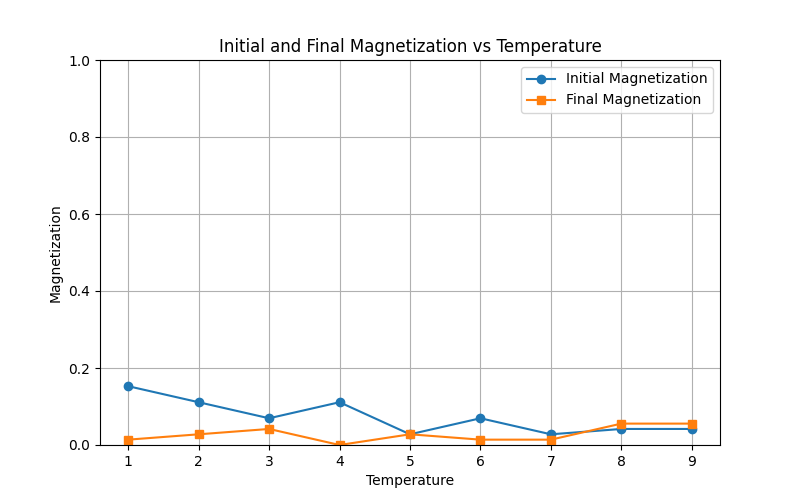 Initial and Final Magnetization vs Temperature
1.0
Initial Magnetization
Final Magnetization
0.8
0.6
Magnetization
0.4
0.2
0.0
1 2 3 4 5 6 7 8 9
Temperature